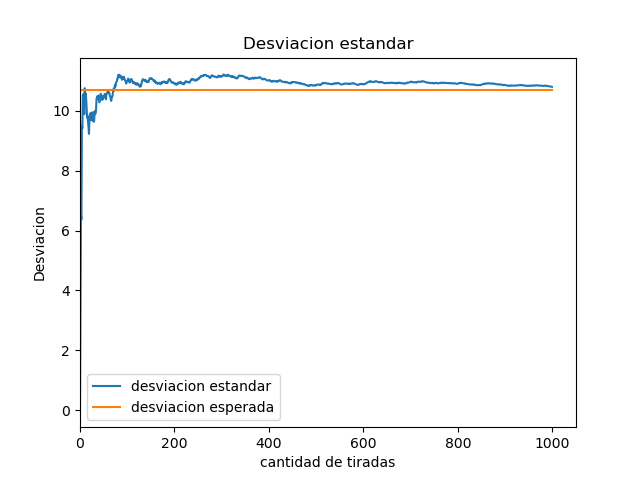 Desviacion estandar
Desviacion
10
8
6
4
2
0
desviacion estandar
desviacion esperada
0 200 400 600 800 1000
cantidad de tiradas